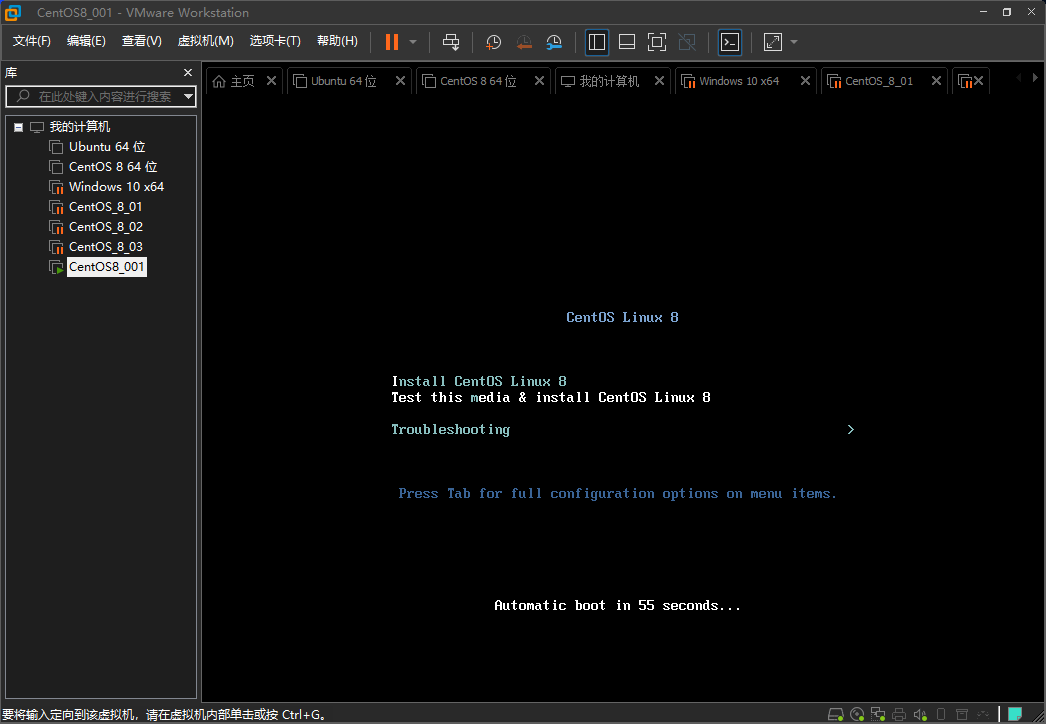 CentOS8_001 - VMware Workstation
文件(F) 编辑(E) 查看(V) 虚拟机(M) 选项卡(T) 帮助(H)
库
在此处键入内容进行搜索
主页 Ubuntu 64 位 CentOS 8 64 位 我的计算机 Windows 10 x64 CentOS_8_01
我的计算机
Ubuntu 64 位
CentOS 8 64 位
Windows 10 x64
CentOS_8_01
CentOS_8_02
CentOS_8_03
CentOS8_001
CentOS Linux 8
Install CentOS Linux 8
Test this media & install CentOS Linux 8
Troubleshooting >
Press Tab for full configuration options on menu items.
Automatic boot in 55 seconds...
要将输入定向到该虚拟机，请在虚拟机内部单击或按 Ctrl+G。